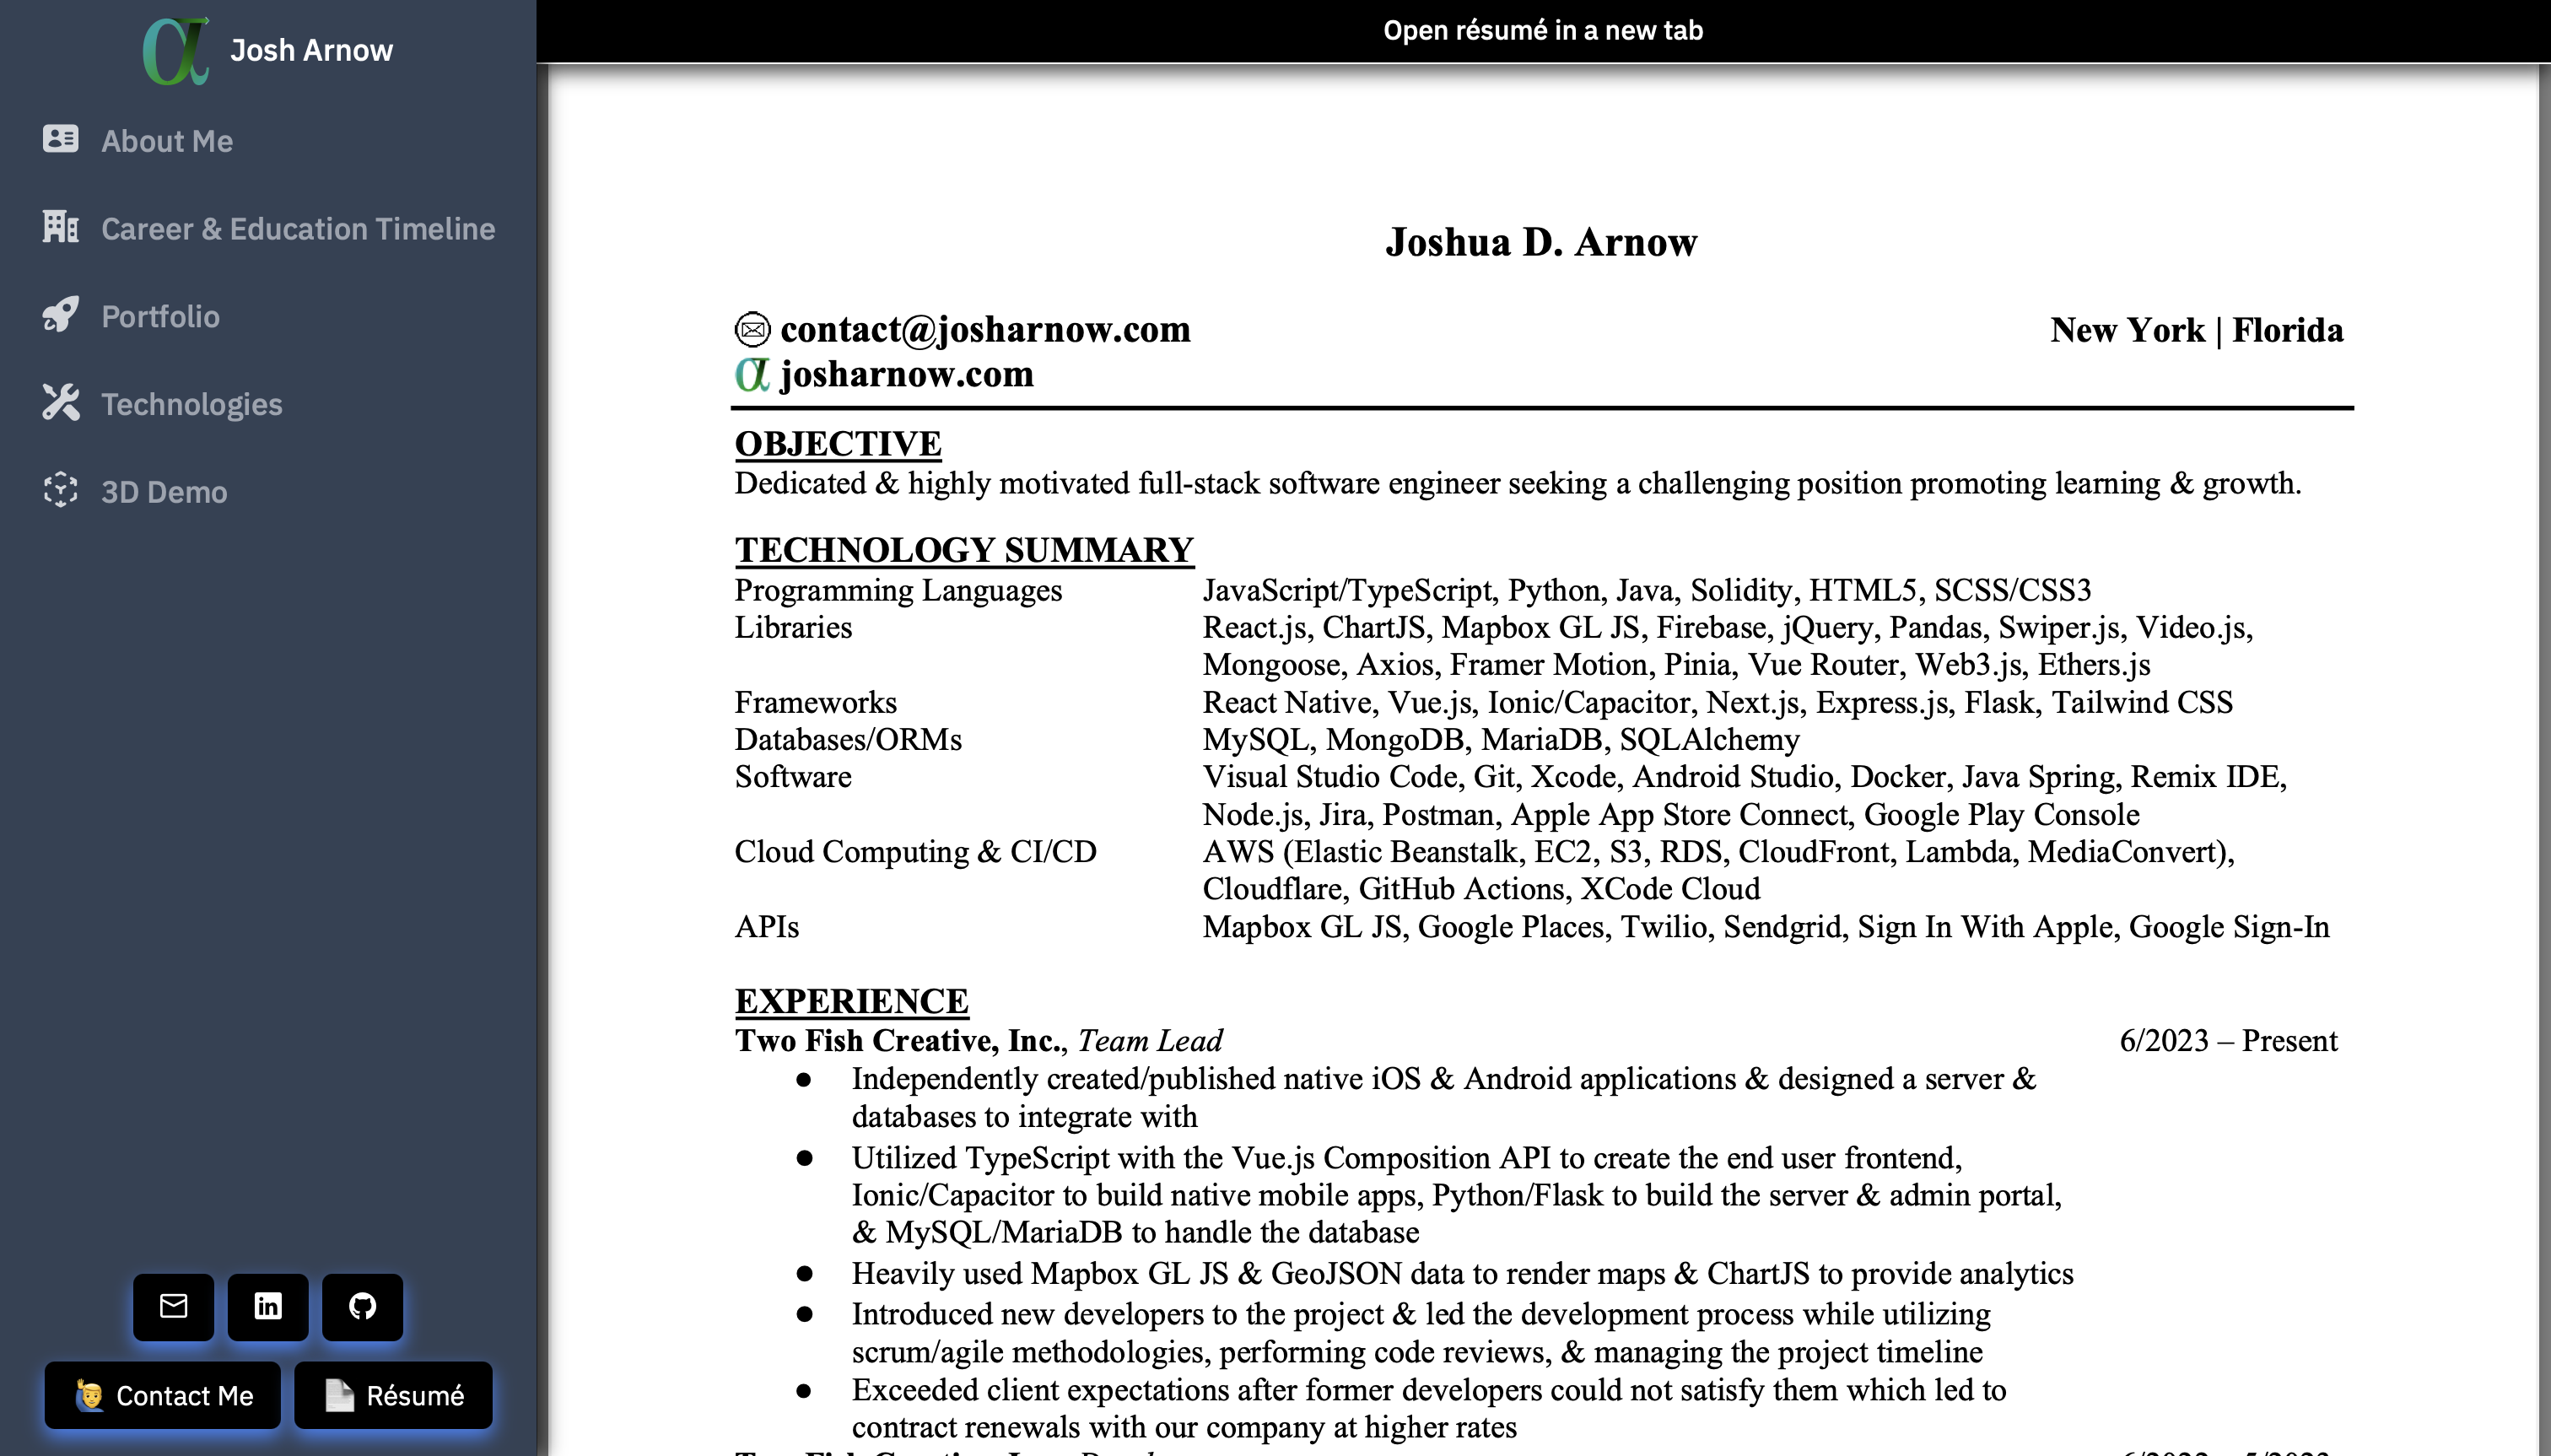 Josh Arnow
About Me
Career & Education Timeline
Portfolio
Technologies
3D Demo
Contact Me
Résumé
Open résumé in a new tab
Joshua D. Arnow
contact@josharnow.com
New York | Florida
josharnow.com
OBJECTIVE
Dedicated & highly motivated full-stack software engineer seeking a challenging position promoting learning & growth.
TECHNOLOGY SUMMARY
Programming Languages JavaScript/TypeScript, Python, Java, Solidity, HTML5, SCSS/CSS3
Libraries React.js, ChartJS, Mapbox GL JS, Firebase, jQuery, Pandas, Swiper.js, Video.js,
Mongoose, Axios, Framer Motion, Pinia, Vue Router, Web3.js, Ethers.js
Frameworks React Native, Vue.js, Ionic/Capacitor, Next.js, Express.js, Flask, Tailwind CSS
Databases/ORMs MySQL, MongoDB, MariaDB, SQLAlchemy
Software Visual Studio Code, Git, Xcode, Android Studio, Docker, Java Spring, Remix IDE,
Node.js, Jira, Postman, Apple App Store Connect, Google Play Console
Cloud Computing & CI/CD AWS (Elastic Beanstalk, EC2, S3, RDS, CloudFront, Lambda, MediaConvert),
Cloudflare, GitHub Actions, XCode Cloud
APIs Mapbox GL JS, Google Places, Twilio, Sendgrid, Sign In With Apple, Google Sign-In
EXPERIENCE
Two Fish Creative, Inc., Team Lead 6/2023 – Present
● Independently created/published native iOS & Android applications & designed a server &
databases to integrate with
● Utilized TypeScript with the Vue.js Composition API to create the end user frontend,
Ionic/Capacitor to build native mobile apps, Python/Flask to build the server & admin portal,
& MySQL/MariaDB to handle the database
● Heavily used Mapbox GL JS & GeoJSON data to render maps & ChartJS to provide analytics
● Introduced new developers to the project & led the development process while utilizing
scrum/agile methodologies, performing code reviews, & managing the project timeline
● Exceeded client expectations after former developers could not satisfy them which led to
contract renewals with our company at higher rates